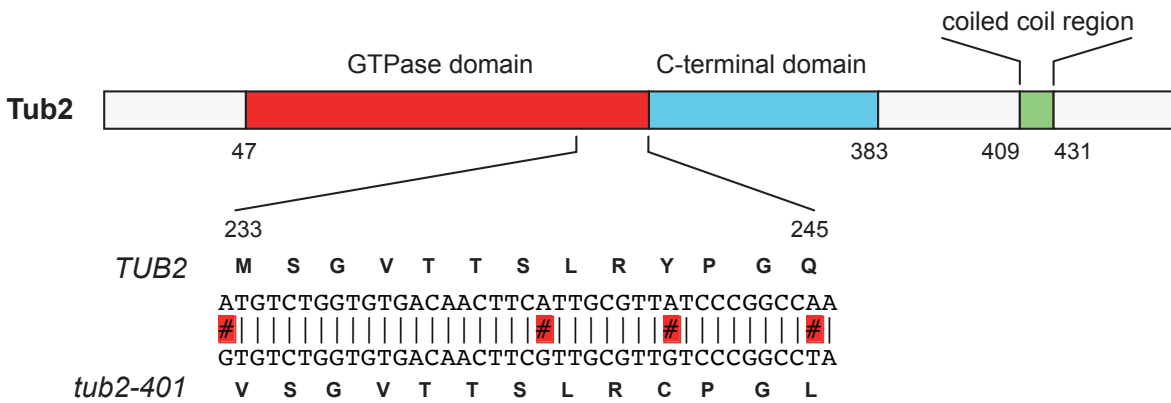 coiled coil region
GTPase domain C-terminal domain
Tub2
47 383 409 431
233 245
TUB2 M S G V T T S L R Y P G Q
ATGTCTGGTGTGACAACTTCATTGCGTTATCCCGGCCAA
#|||||||||||||||||||#|||||||#||||||||#|
GTGTCTGGTGTGACAACTTCGTTGCGTTGTCCCGGCCTA
tub2-401 V S G V T T S L R C P G L